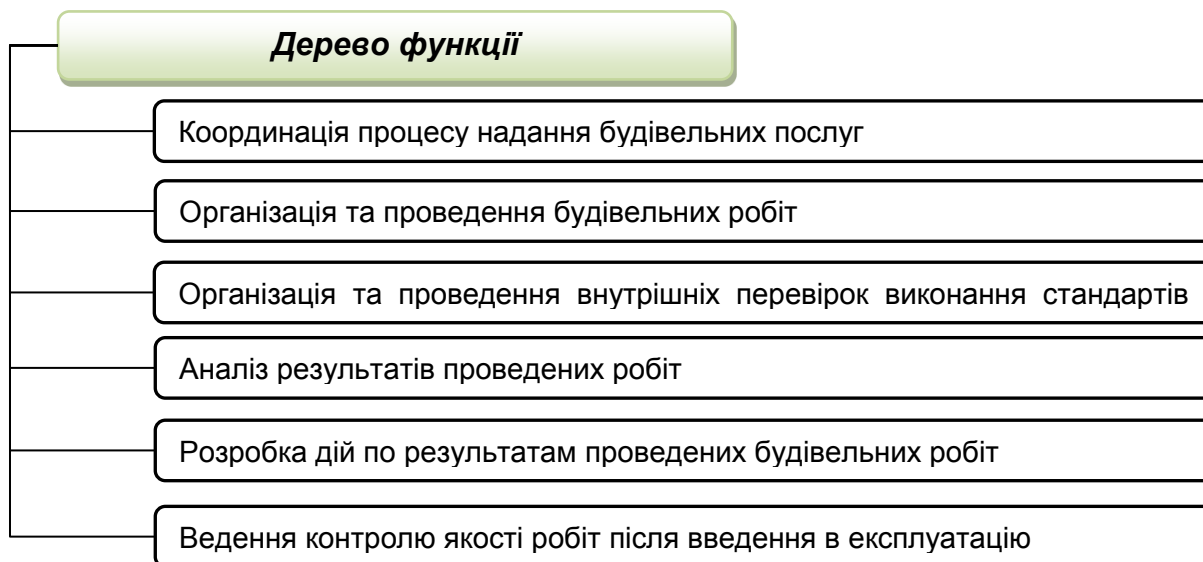 Дерево функції
Координація процесу надання будівельних послуг
Організація та проведення будівельних робіт
Організація та проведення внутрішніх перевірок виконання стандартів
Аналіз результатів проведених робіт
Розробка дій по результатам проведених будівельних робіт
Ведення контролю якості робіт після введення в експлуатацію